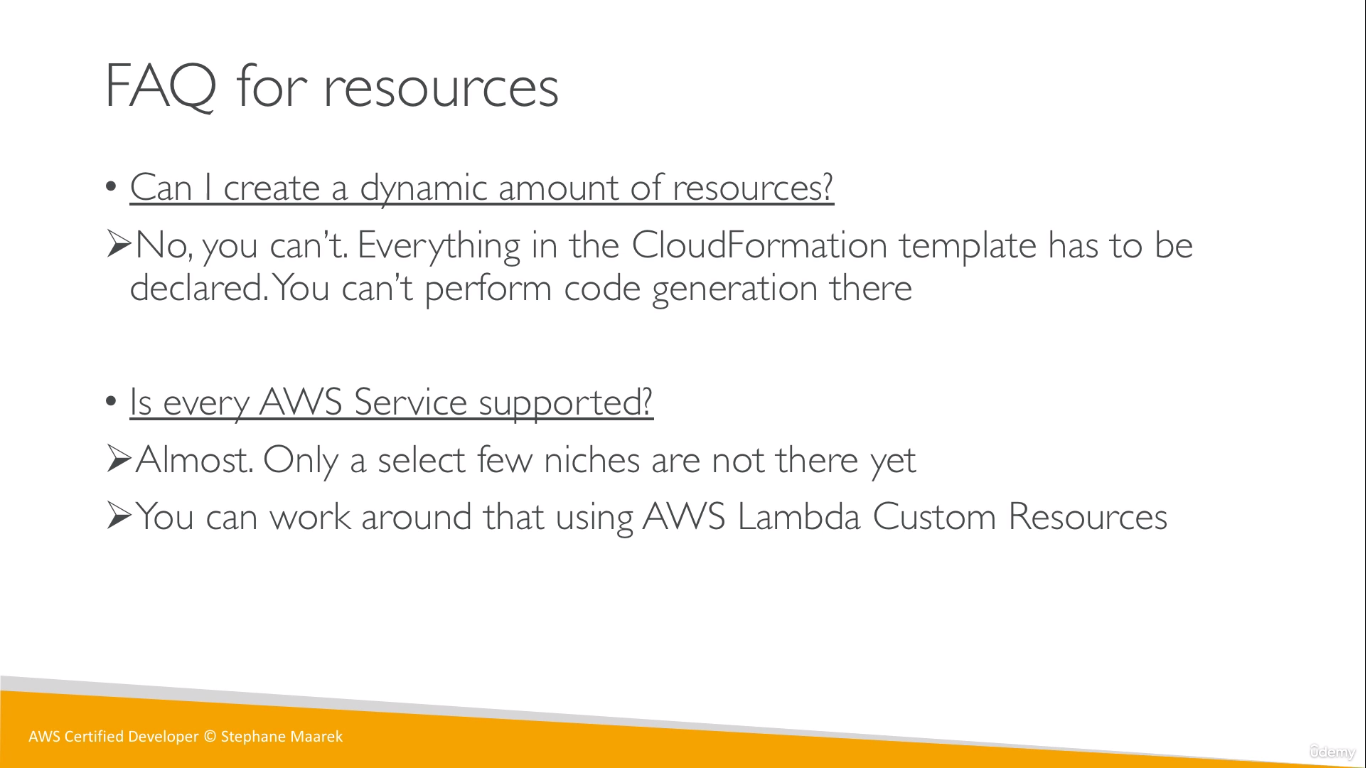 FAQ for resources
• Can I create a dynamic amount of resources?
➢No, you can’t. Everything in the CloudFormation template has to be
declared. You can’t perform code generation there
• Is every AWS Service supported?
➢Almost. Only a select few niches are not there yet
➢You can work around that using AWS Lambda Custom Resources
AWS Certified Developer © Stephane Maarek
ûdemy